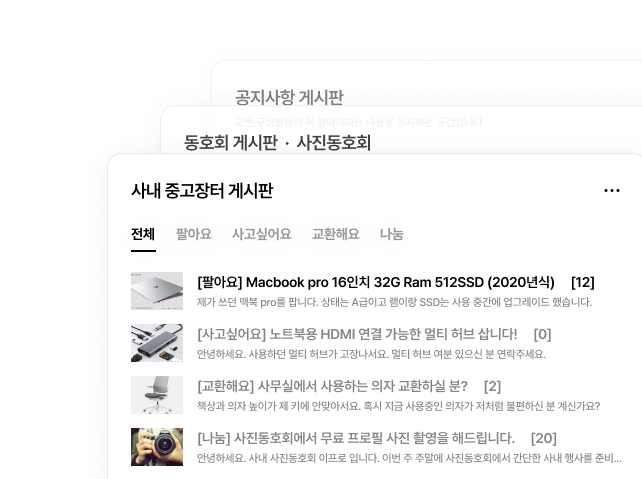 공지사항 게시판
모든 구성원들이 꼭 알아야하는 내용을 공지하는 공간입니다.
동호회 게시판 · 사진동호회
사내 중고장터 게시판
전체 팔아요 사고싶어요 교환해요 나눔
[팔아요] Macbook pro 16인치 32G Ram 512SSD (2020년식) [12]
제가 쓰던 맥북 pro를 팝니다. 상태는 A급이고 램이랑 SSD는 사용 중간에 업그레이드 했습니다.
[사고싶어요] 노트북용 HDMI 연결 가능한 멀티 허브 삽니다! [0]
안녕하세요. 사용하던 멀티 허브가 고장나서요. 멀티 허브 여분 있으신 분 연락주세요.
[교환해요] 사무실에서 사용하는 의자 교환하실 분? [2]
책상과 의자 높이가 제 키에 안맞아서요. 혹시 지금 사용중인 의자가 저처럼 불편하신 분 계신가요?
[나눔] 사진동호회에서 무료 프로필 사진 촬영을 해드립니다. [20]
안녕하세요. 사내 사진동호회 이프로 입니다. 이번 주 주말에 사진동호회에서 간단한 사내 행사를 준비...